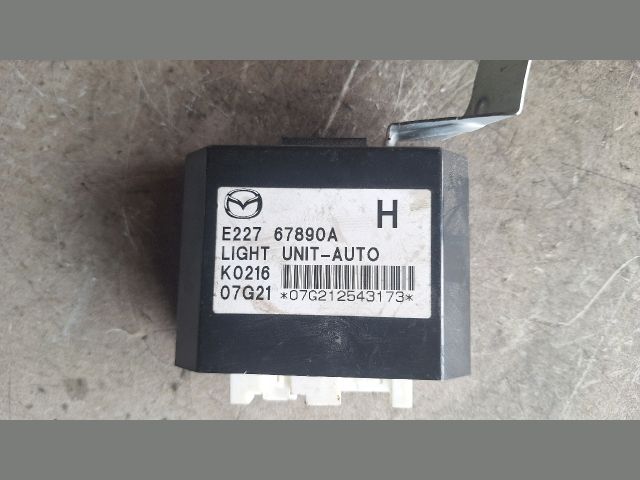 H
E227 67890A
LIGHT UNIT-AUTO
K0216
07G21 *07G212543173*